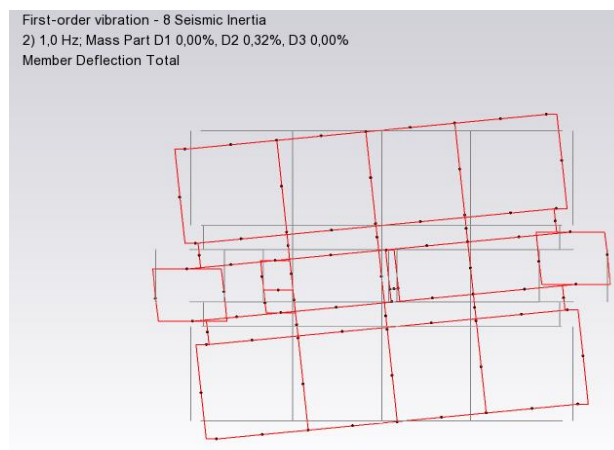 First-order vibration - 8 Seismic Inertia
2) 1,0 Hz; Mass Part D1 0,00%, D2 0,32%, D3 0,00%
Member Deflection Total